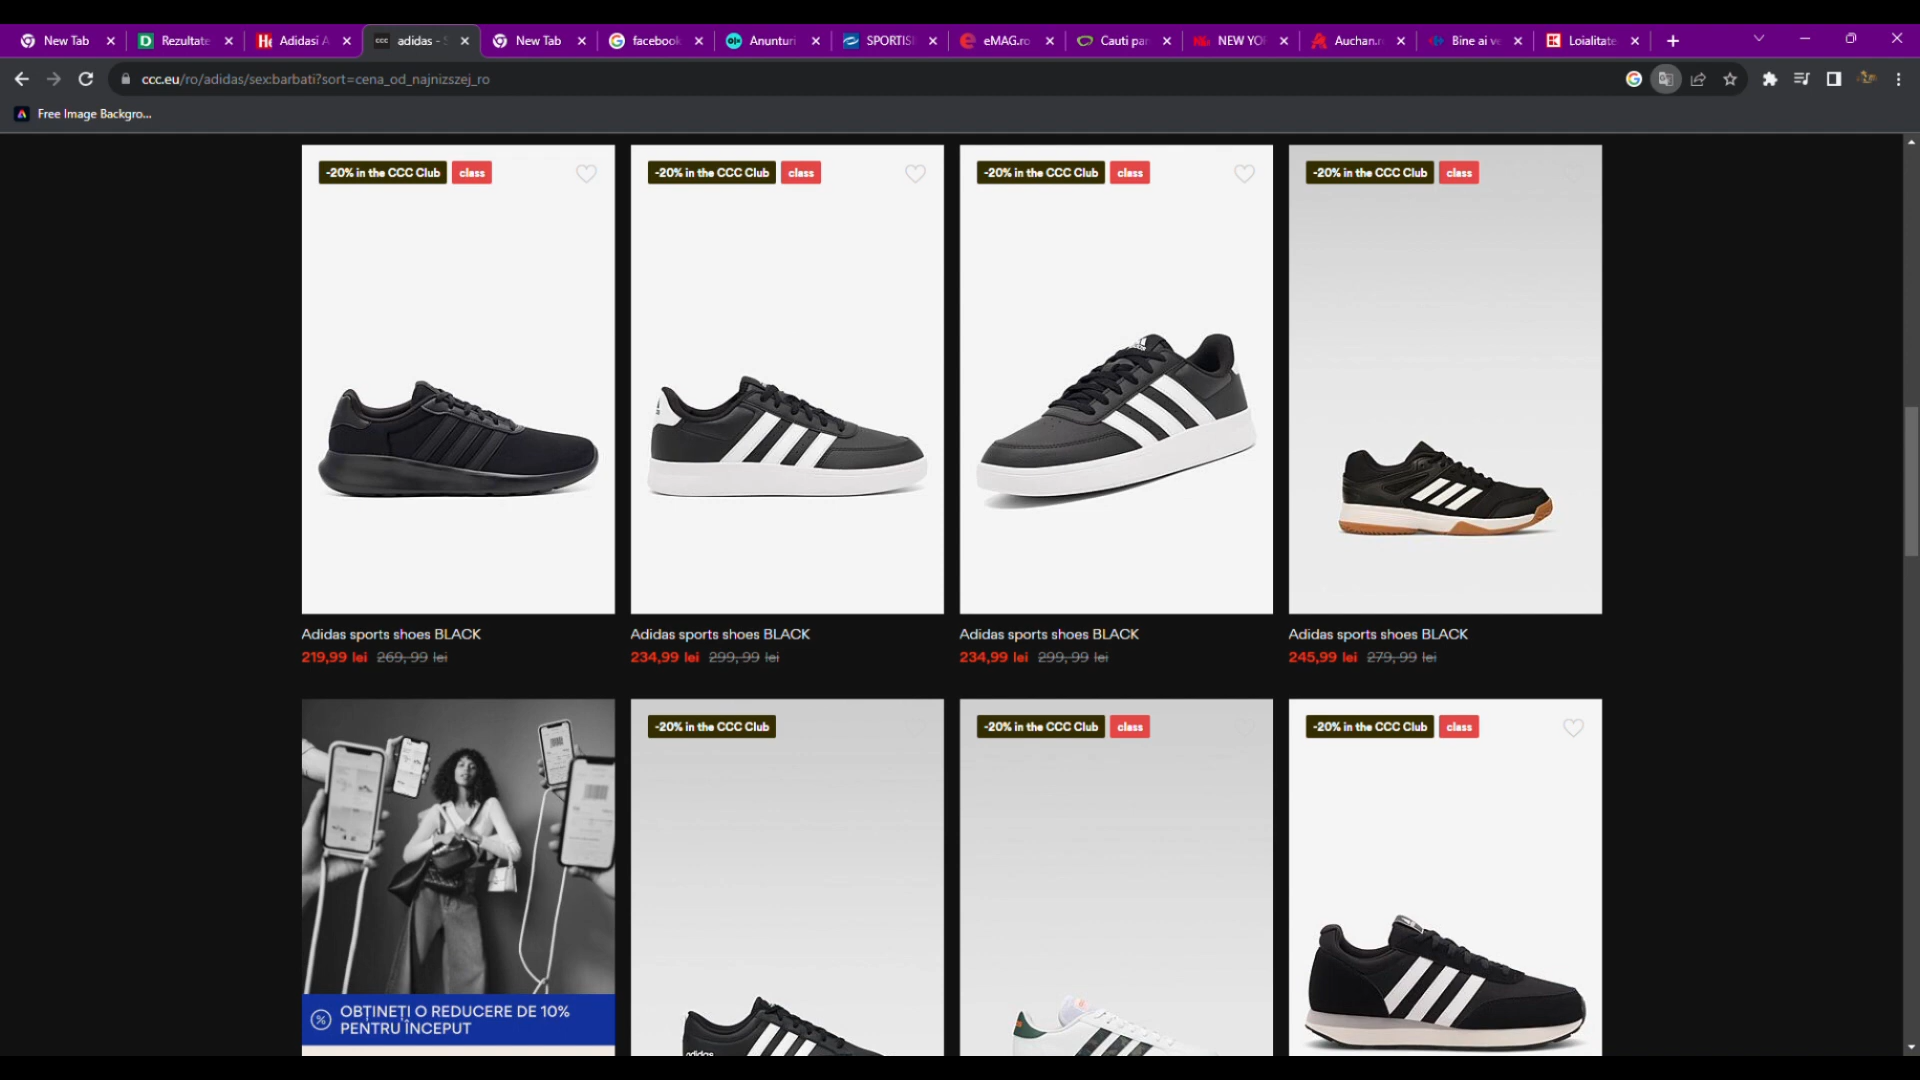 New Tab
Rezultate
Adidasi A
ccc adidas - S
New Tab
facebook
Anunturi
SPORTIS
eMAG.ro
Cauti par
NEW YO
Auchan.r
Bine ai ve
Loialitate
ccc.eu/ro/adidas/sex:barbati?sort=cena_od_najnizszej_ro
Free Image Backgro...
-20% in the CCC Club class
-20% in the CCC Club class
-20% in the CCC Club class
-20% in the CCC Club class
Adidas sports shoes BLACK
219,99 lei 269,99 lei
Adidas sports shoes BLACK
234,99 lei 299,99 lei
Adidas sports shoes BLACK
234,99 lei 299,99 lei
Adidas sports shoes BLACK
245,99 lei 279,99 lei
-20% in the CCC Club
-20% in the CCC Club class
-20% in the CCC Club class
adidas
OBȚINEȚI O REDUCERE DE 10%
PENTRU ÎNCEPUT